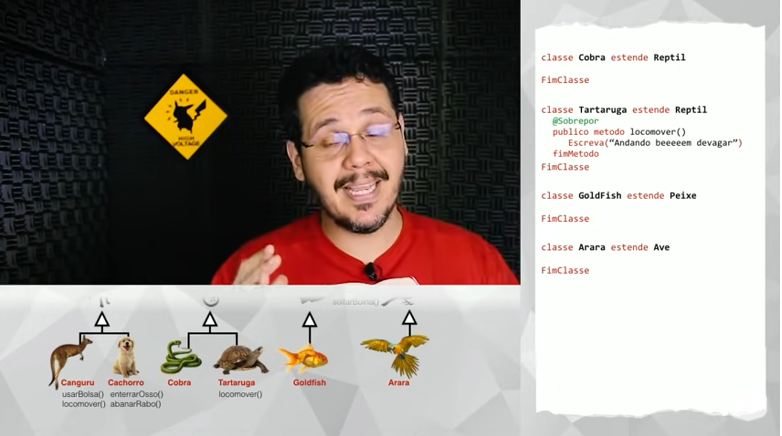 DANGER
HIGH
VOLTAGE
classe Cobra estende Reptil
FimClasse
classe Tartaruga estende Reptil
@Sobrepor
publico metodo locomover()
Escreva(“Andando beeeeem devagar”)
fimMetodo
FimClasse
classe GoldFish estende Peixe
FimClasse
classe Arara estende Ave
FimClasse
soltarBolha()
Canguru
usarBolsa()
locomover()
Cachorro
enterrarOsso()
abanarRabo()
Cobra
Tartaruga
locomover()
Goldfish
Arara